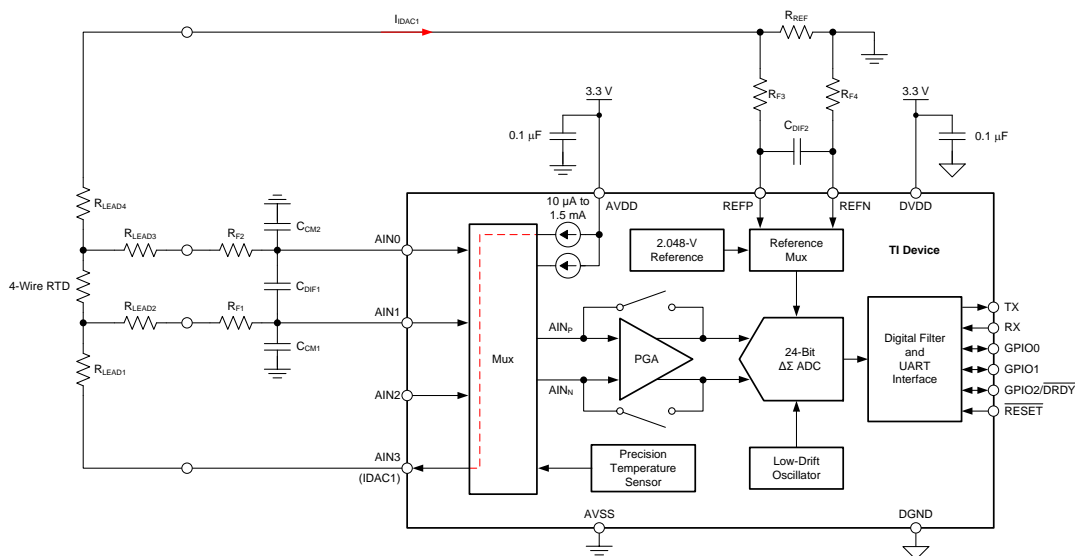 IIDAC1
RREF
RF3
RF4
3.3 V
3.3 V
0.1 µF
CDIF2
0.1 µF
RLEAD4
CCM2
10 µA to
1.5 mA
AVDD
REFP
REFN
DVDD
RLEAD3
RF2
AIN0
2.048-V
Reference
Reference
Mux
TI Device
4-Wire RTD
CDIF1
RLEAD2
RF1
AIN1
TX
RX
AINP
Mux
PGA
24-Bit
ΔΣ ADC
Digital Filter
and
UART
Interface
GPIO0
GPIO1
GPIO2/DRDY
RESET
CCM1
RLEAD1
AINN
AIN2
AIN3
(IDAC1)
Precision
Temperature
Sensor
Low-Drift
Oscillator
AVSS
DGND